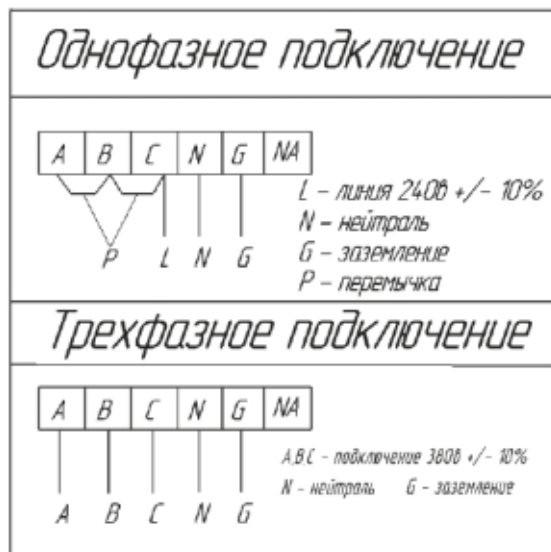 Однофазное подключение
A B C N G NA
P L N G
L – линия 240в +/- 10%
N – нейтраль
G – заземление
P – перемычка
Трехфазное подключение
A B C N G NA
A B C N G
A,B,C – подключение 380в +/- 10%
N – нейтраль G – заземление